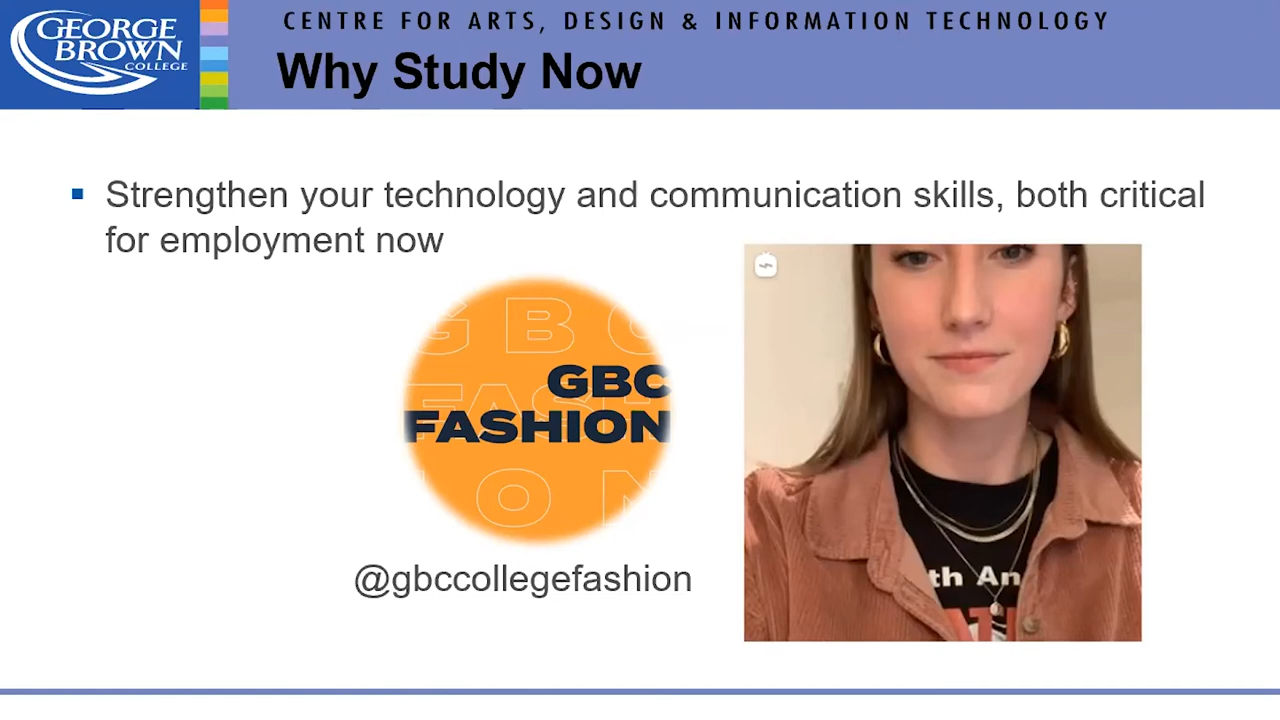 GEORGE
BROWN
COLLEGE
CENTRE FOR ARTS, DESIGN & INFORMATION TECHNOLOGY
Why Study Now
Strengthen your technology and communication skills, both critical
for employment now
G B C
GBC
FASHION
FASH
I O N
@gbccollegefashion
th An